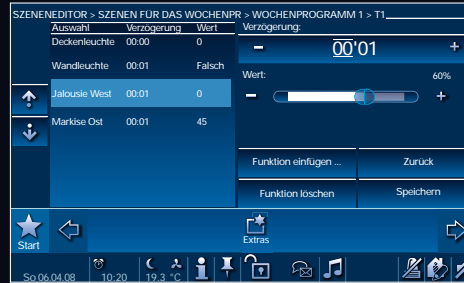 SZENENEDITOR > SZENEN FÜR DAS WOCHENPR > WOCHENPROGRAMM 1 > T1
Auswahl Verzögerung Wert
Deckenleuchte 00:00 0
Wandleuchte 00:01 Falsch
Jalousie West 00:01 0
Markise Ost 00:01 45
Verzögerung:
- 00'01 +
Wert: 60%
- +
Funktion einfügen ... Zurück
Funktion löschen Speichern
Start
Extras
So 06.04.08 10:20 19.3 °C